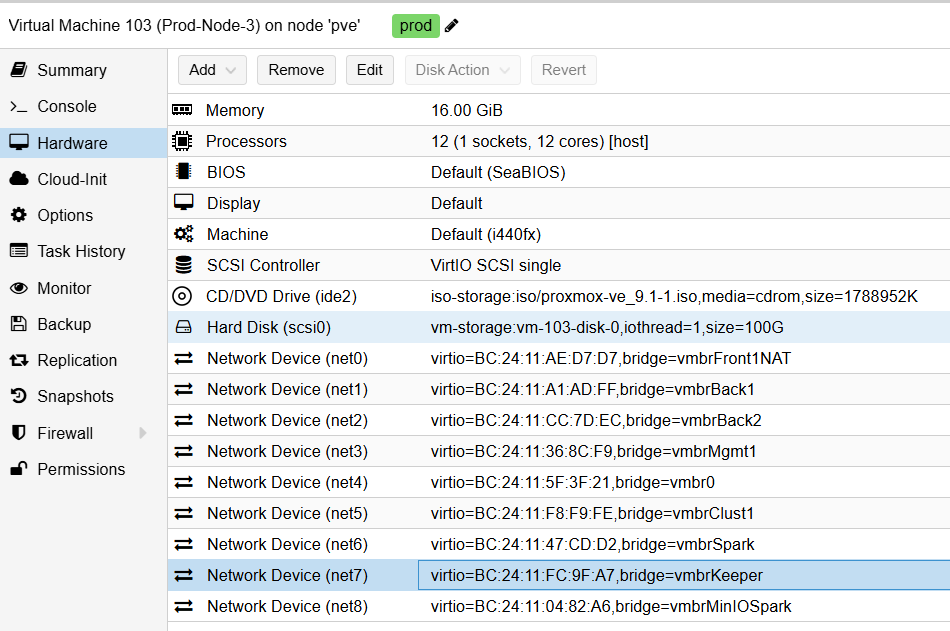 Virtual Machine 103 (Prod-Node-3) on node 'pve' prod
Summary
Console
Hardware
Cloud-Init
Options
Task History
Monitor
Backup
Replication
Snapshots
Firewall
Permissions
Add Remove Edit Disk Action Revert
Memory 16.00 GiB
Processors 12 (1 sockets, 12 cores) [host]
BIOS Default (SeaBIOS)
Display Default
Machine Default (i440fx)
SCSI Controller VirtIO SCSI single
CD/DVD Drive (ide2) iso-storage:iso/proxmox-ve_9.1-1.iso,media=cdrom,size=1788952K
Hard Disk (scsi0) vm-storage:vm-103-disk-0,iothread=1,size=100G
Network Device (net0) virtio=BC:24:11:AE:D7:D7,bridge=vmbrFront1NAT
Network Device (net1) virtio=BC:24:11:A1:AD:FF,bridge=vmbrBack1
Network Device (net2) virtio=BC:24:11:CC:7D:EC,bridge=vmbrBack2
Network Device (net3) virtio=BC:24:11:36:8C:F9,bridge=vmbrMgmt1
Network Device (net4) virtio=BC:24:11:5F:3F:21,bridge=vmbr0
Network Device (net5) virtio=BC:24:11:F8:F9:FE,bridge=vmbrClust1
Network Device (net6) virtio=BC:24:11:47:CD:D2,bridge=vmbrSpark
Network Device (net7) virtio=BC:24:11:FC:9F:A7,bridge=vmbrKeeper
Network Device (net8) virtio=BC:24:11:04:82:A6,bridge=vmbrMinIOSpark